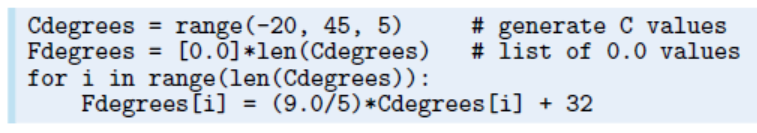 Cdegrees = range(-20, 45, 5)     # generate C values
Fdegrees = [0.0]*len(Cdegrees)   # list of 0.0 values
for i in range(len(Cdegrees)):
    Fdegrees[i] = (9.0/5)*Cdegrees[i] + 32